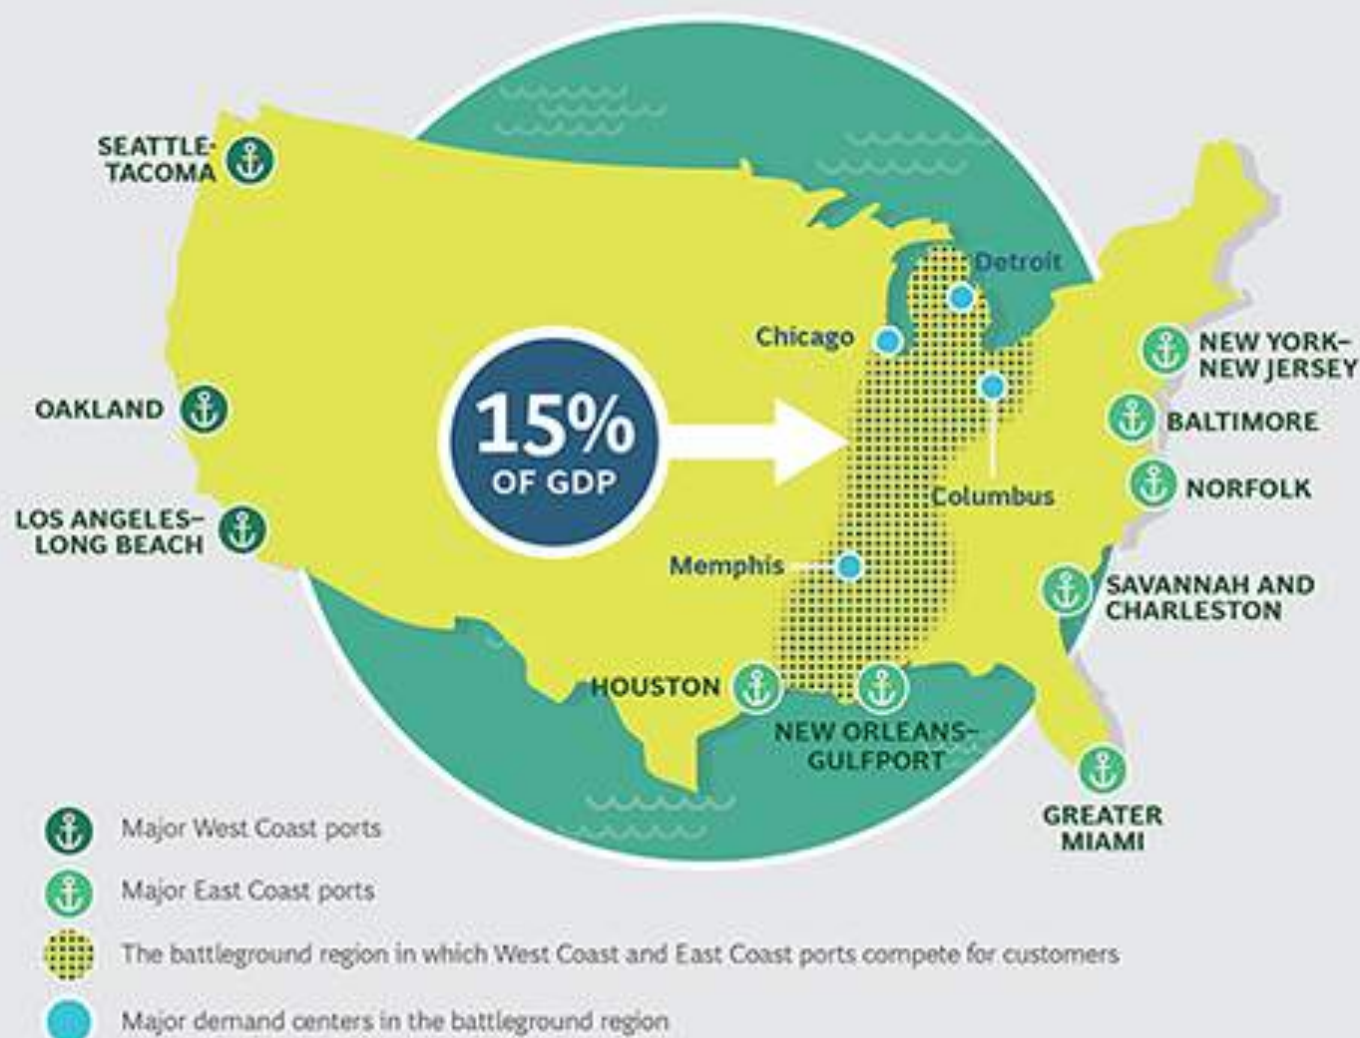 SEATTLE-
TACOMA
Detroit
Chicago
NEW YORK–
NEW JERSEY
15%
OF GDP
OAKLAND
BALTIMORE
Columbus
NORFOLK
LOS ANGELES–
LONG BEACH
Memphis
SAVANNAH AND
CHARLESTON
HOUSTON
NEW ORLEANS–
GULFPORT
GREATER
MIAMI
Major West Coast ports
Major East Coast ports
The battleground region in which West Coast and East Coast ports compete for customers
Major demand centers in the battleground region